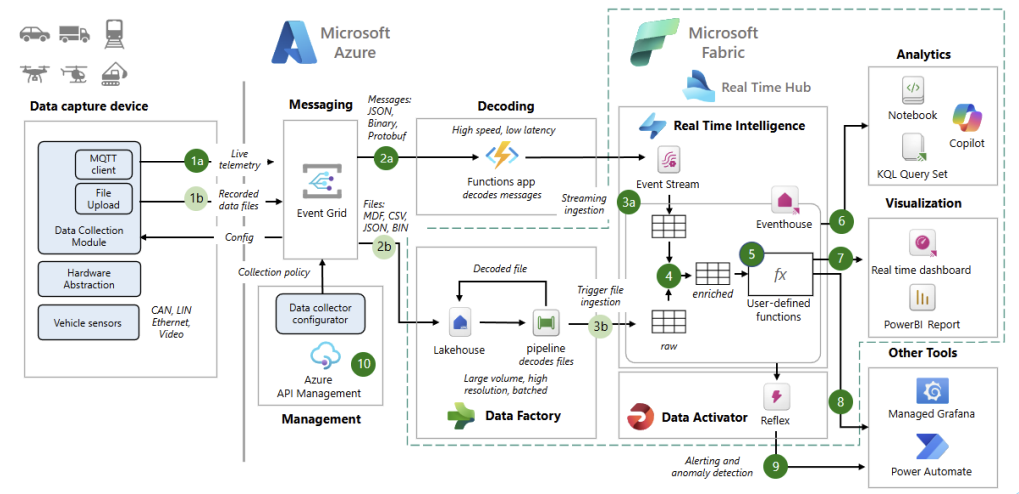 Microsoft
Azure
Microsoft
Fabric
Real Time Hub
Data capture device
MQTT
client
File
Upload
Data Collection
Module
Hardware
Abstraction
Vehicle sensors
CAN, LIN
Ethernet,
Video
1a
Live
telemetry
1b
Recorded
data files
Config
Messaging
Event Grid
Messages:
JSON,
Binary,
Protobuf
2a
Files:
MDF, CSV,
JSON, BIN
2b
Collection policy
Data collector
configurator
Azure
API Management
10
Management
Decoding
High speed, low latency
Functions app
decodes messages
Streaming
ingestion
Decoded file
Lakehouse
pipeline
decodes files
Large volume, high
resolution, batched
Data Factory
Trigger file
ingestion
3b
Real Time Intelligence
Event Stream
3a
Eventhouse
4
enriched
raw
5
fx
User-defined
functions
Data Activator
Reflex
Alerting and
anomaly detection
9
6
7
8
Analytics
Notebook
Copilot
KQL Query Set
Visualization
Real time dashboard
PowerBI Report
Other Tools
Managed Grafana
Power Automate